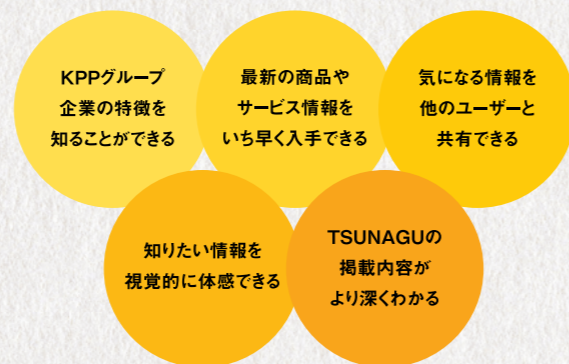 KPPグループ
企業の特徴を
知ることができる
最新の商品や
サービス情報を
いち早く入手できる
気になる情報を
他のユーザーと
共有できる
知りたい情報を
視覚的に体感できる
TSUNAGUの
掲載内容が
より深くわかる